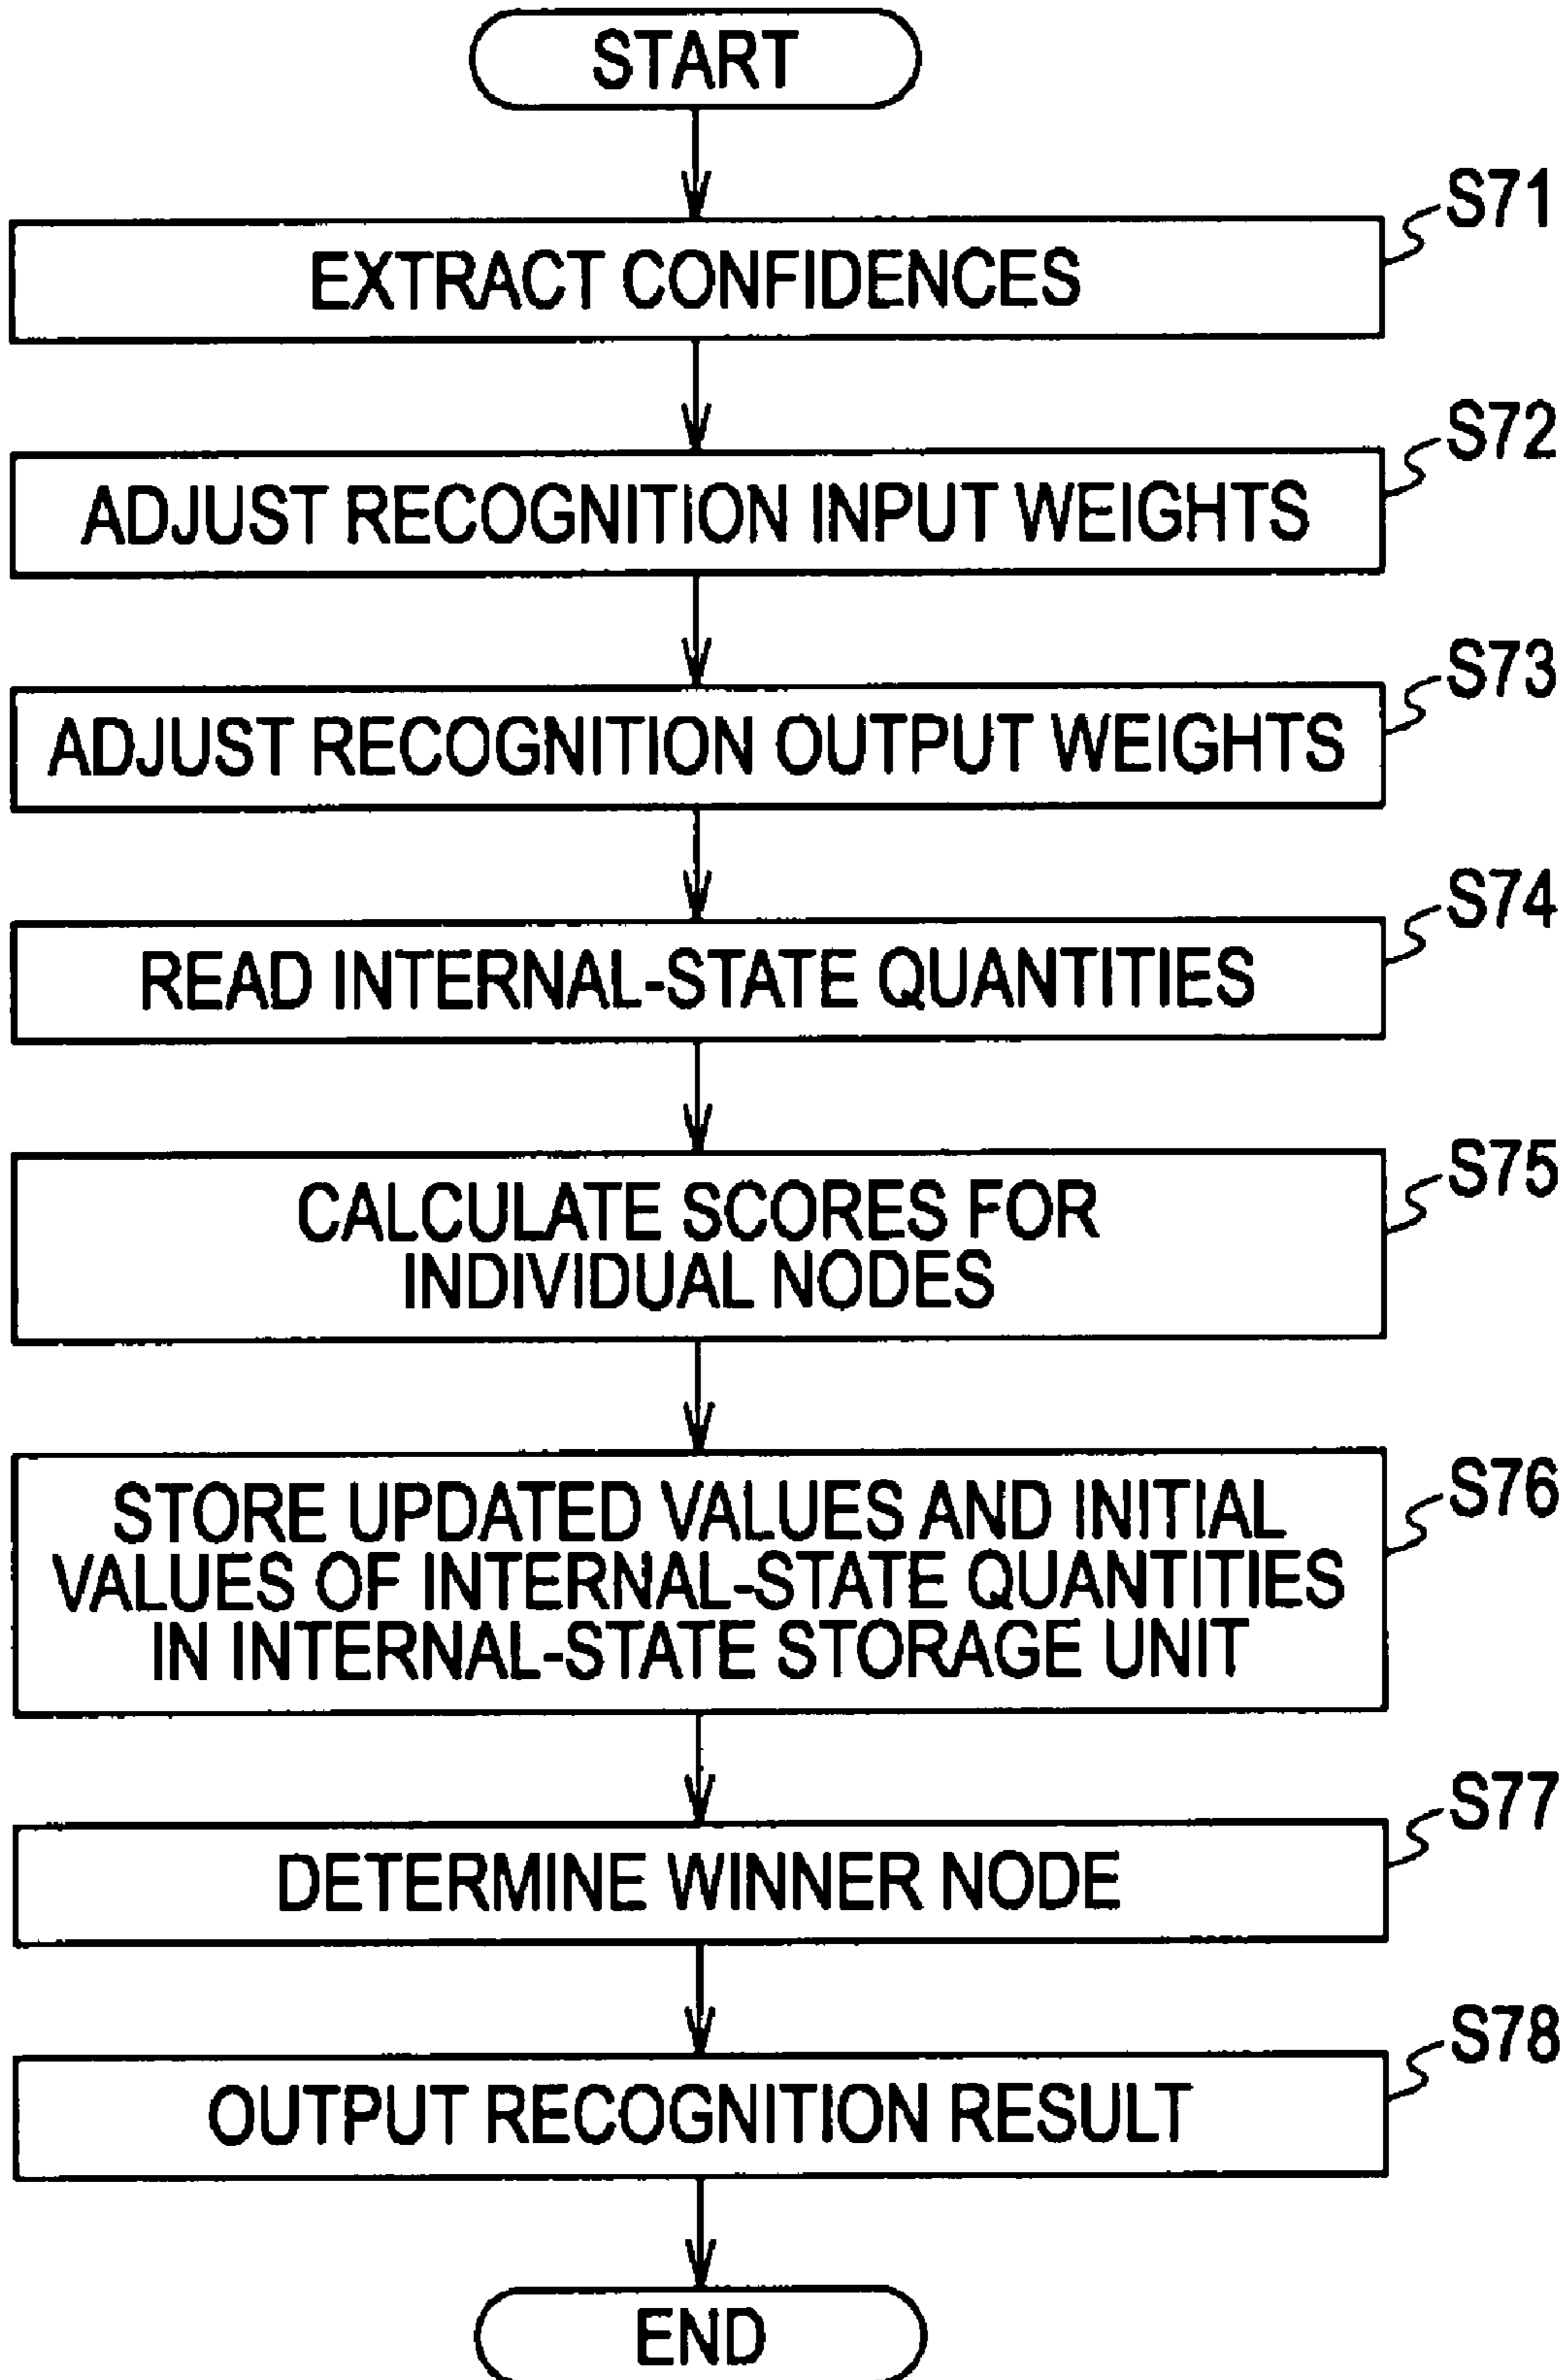 START
S71
EXTRACT CONFIDENCES
S72
ADJUST RECOGNITION INPUT WEIGHTS
S73
ADJUST RECOGNITION OUTPUT WEIGHTS
S74
READ INTERNAL-STATE QUANTITIES
S75
CALCULATE SCORES FOR
INDIVIDUAL NODES
S76
STORE UPDATED VALUES AND INITIAL
VALUES OF INTERNAL-STATE QUANTITIES
IN INTERNAL-STATE STORAGE UNIT
S77
DETERMINE WINNER NODE
S78
OUTPUT RECOGNITION RESULT
END